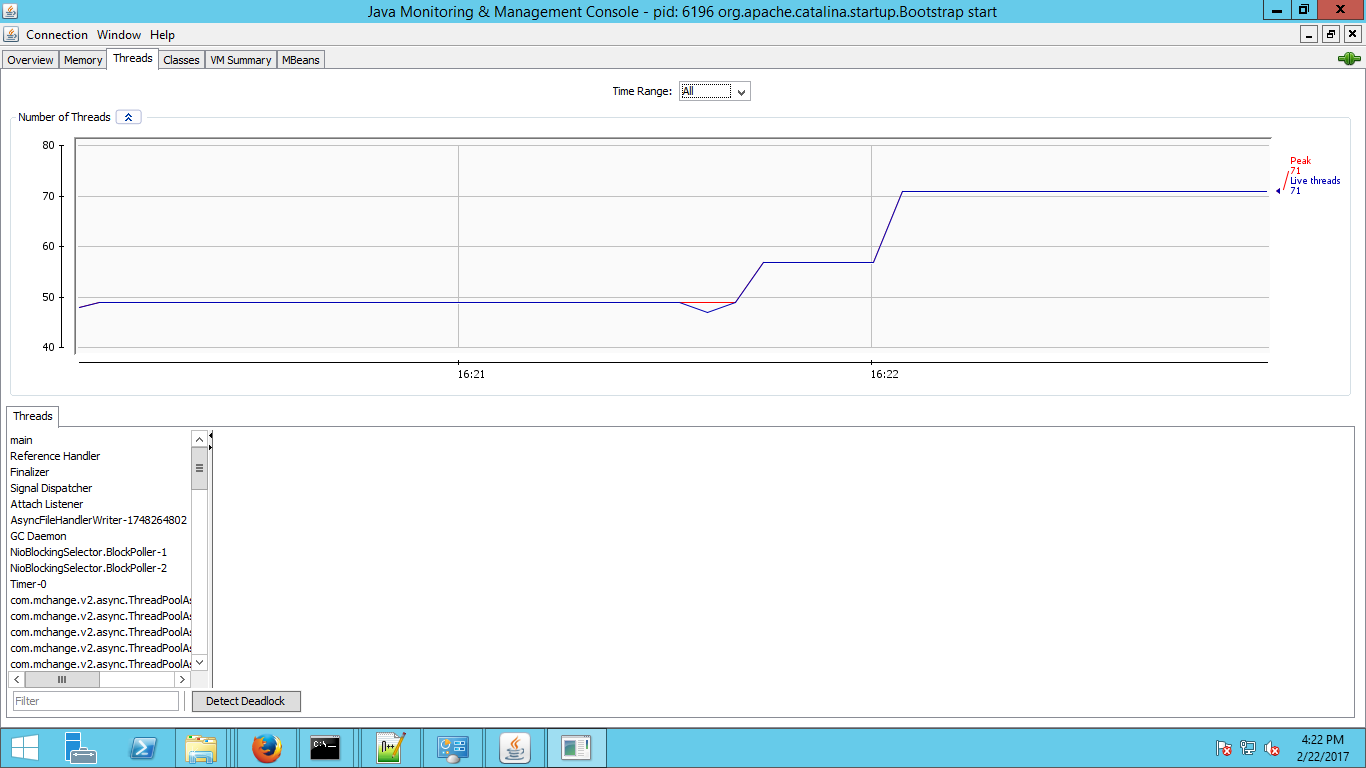 Java Monitoring & Management Console - pid: 6196 org.apache.catalina.startup.Bootstrap start
Connection Window Help
Overview Memory Threads Classes VM Summary MBeans
Time Range: All
Number of Threads
80
70
60
50
40
16:21 16:22
Peak
71
Live threads
71
Threads
main
Reference Handler
Finalizer
Signal Dispatcher
Attach Listener
AsyncFileHandlerWriter-1748264802
GC Daemon
NioBlockingSelector.BlockPoller-1
NioBlockingSelector.BlockPoller-2
Timer-0
com.mchange.v2.async.ThreadPoolAs
com.mchange.v2.async.ThreadPoolAs
com.mchange.v2.async.ThreadPoolAs
com.mchange.v2.async.ThreadPoolAs
com.mchange.v2.async.ThreadPoolAs
Filter Detect Deadlock
C:\-
N++
4:22 PM
2/22/2017